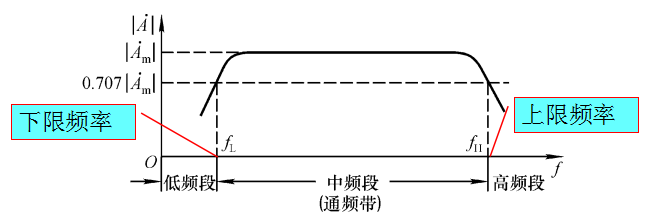 |Ȧ|
|Ȧm|
0.707 |Ȧm|
下限频率
上限频率
fL
fH
O
f
低频段
中频段
高频段
(通频带)